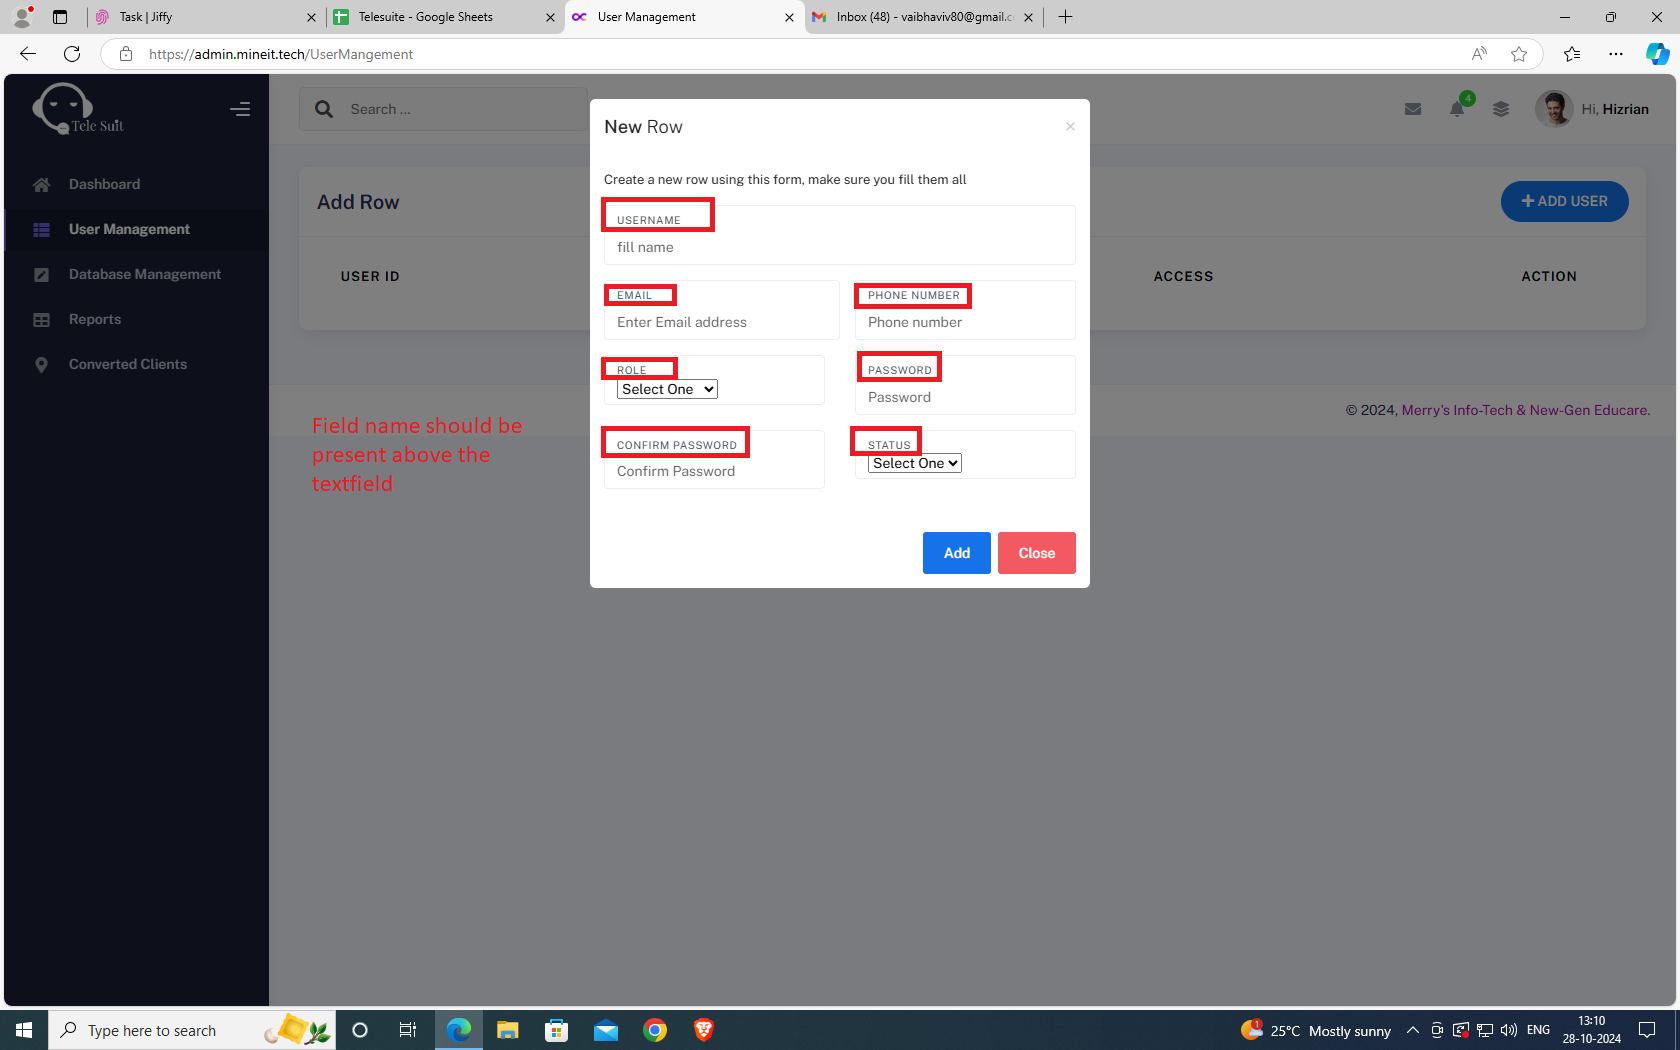 Task | Jiffy
Telesuite - Google Sheets
User Management
Inbox (48) - vaibhaviv80@gmail.c
https://admin.mineit.tech/UserMangement
Tele Suit
Search ...
4
Hi, Hizrian
Dashboard
User Management
Database Management
Reports
Converted Clients
Add Row
ADD USER
USER ID
ACCESS
ACTION
New Row
×
Create a new row using this form, make sure you fill them all
USERNAME
fill name
EMAIL
Enter Email address
PHONE NUMBER
Phone number
ROLE
Select One
PASSWORD
Password
CONFIRM PASSWORD
Confirm Password
STATUS
Select One
Add
Close
Field name should be
present above the
textfield
© 2024, Merry's Info-Tech & New-Gen Educare.
Type here to search
1
25°C Mostly sunny
ENG
13:10
28-10-2024